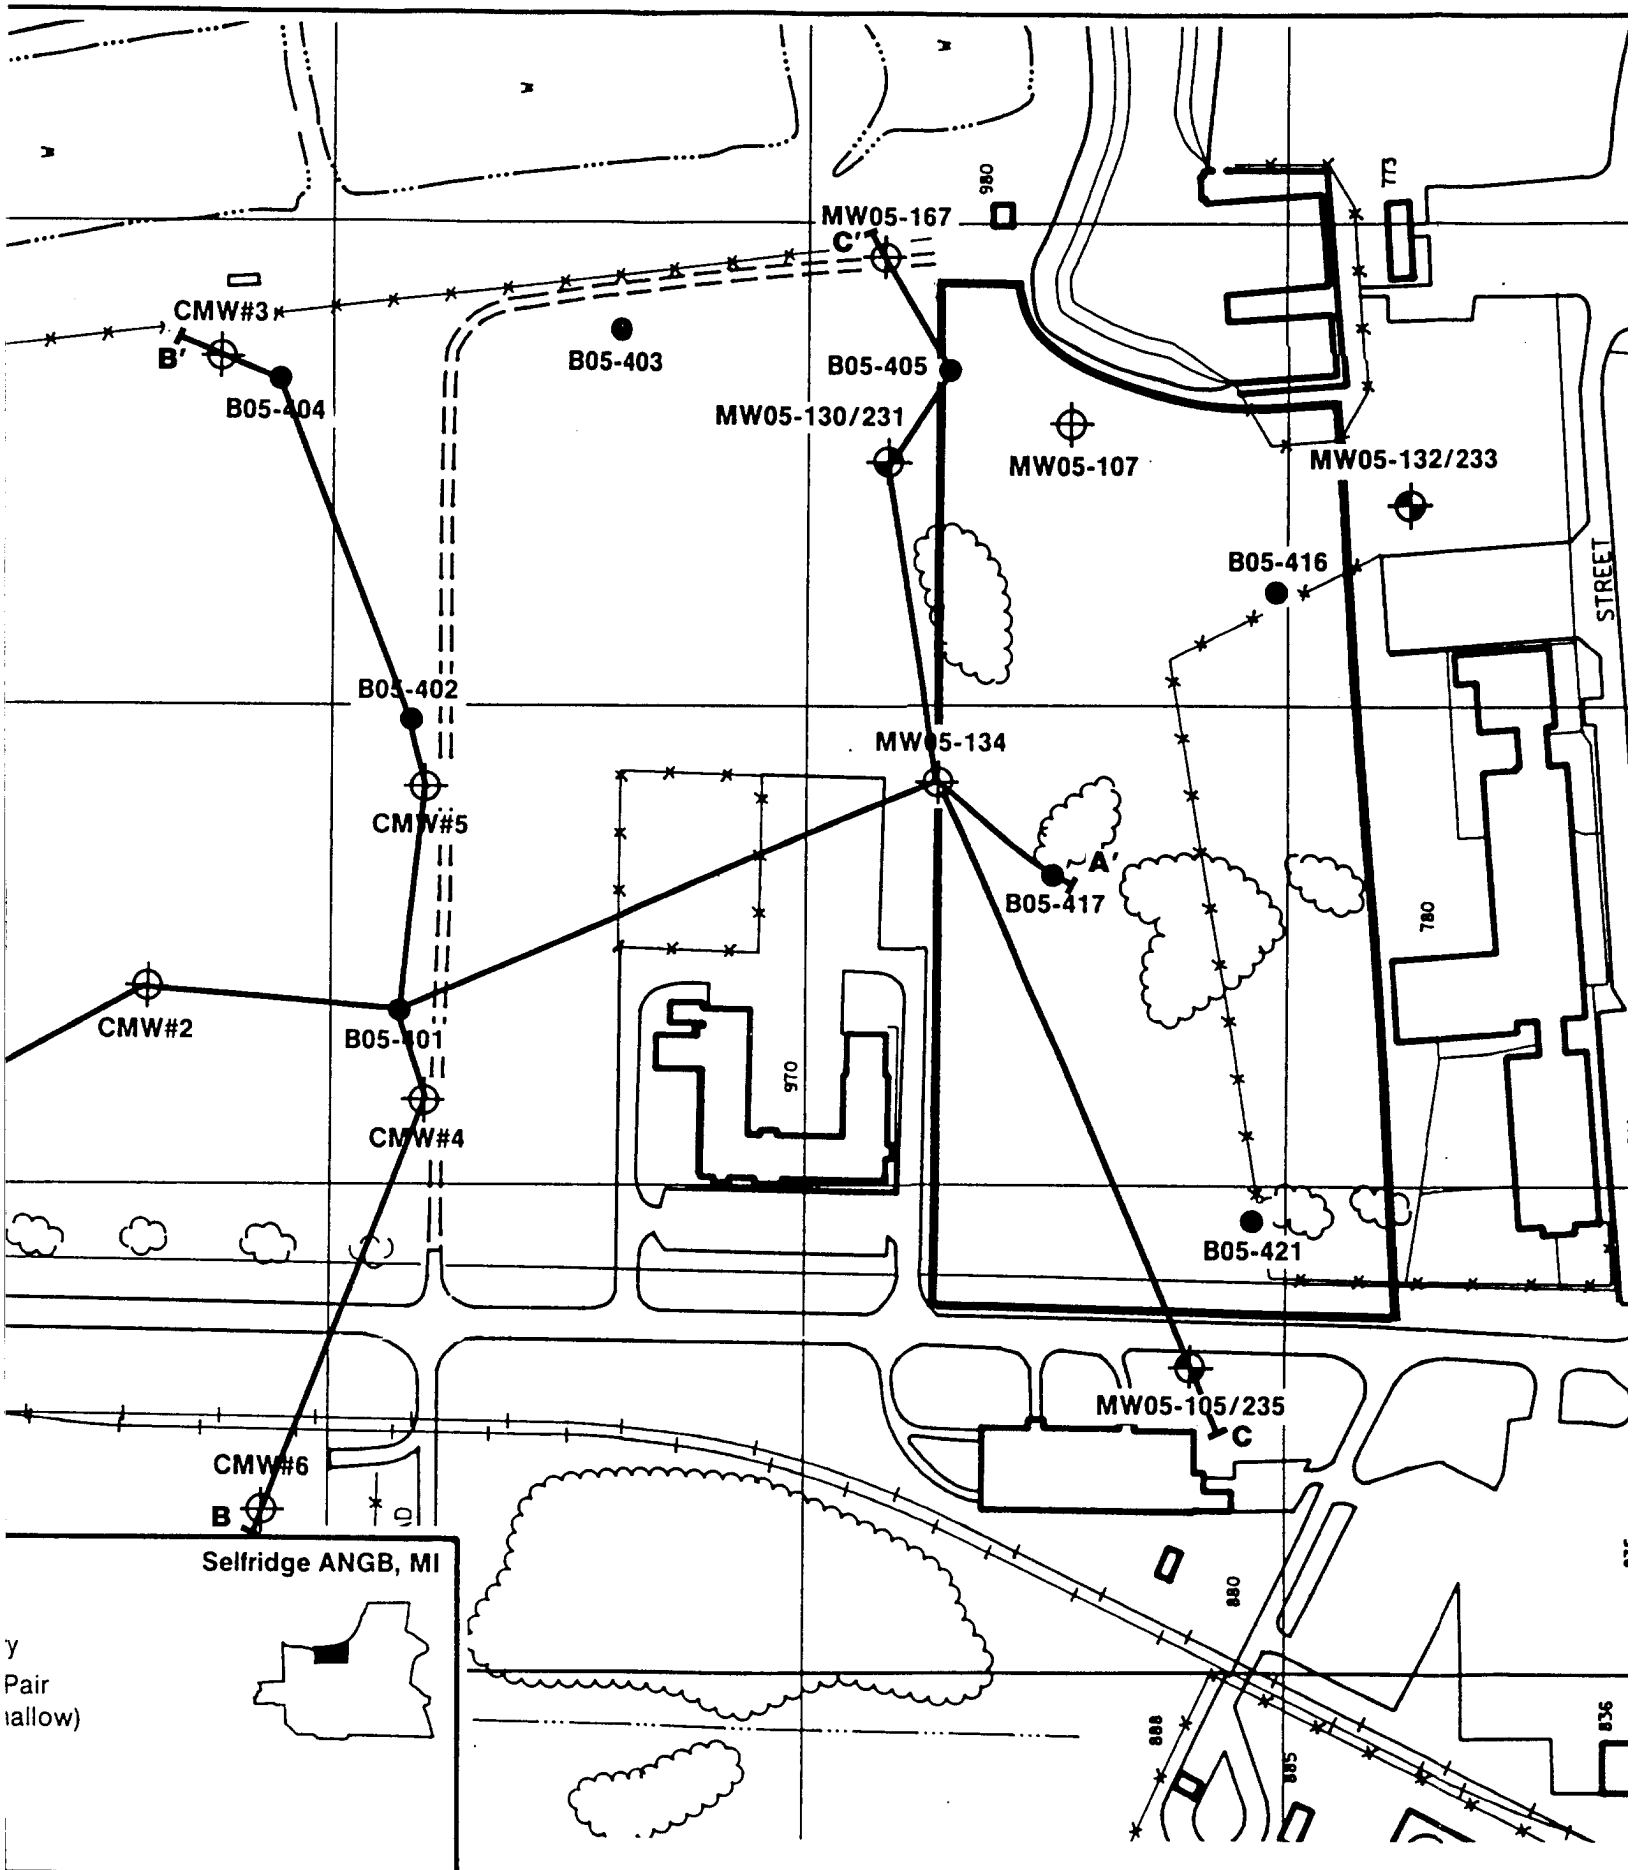 980
773
MW05-167
C'
CMW#3
B'
B05-404
B05-403
B05-405
MW05-130/231
MW05-107
MW05-132/233
B05-416
STREET
B05-402
MW05-134
CMW#5
A'
B05-417
780
CMW#2
B05-401
970
CMW#4
B05-421
MW05-105/235
C
CMW#6
B
Selfridge ANGB, MI
880
Pair
888
885
836